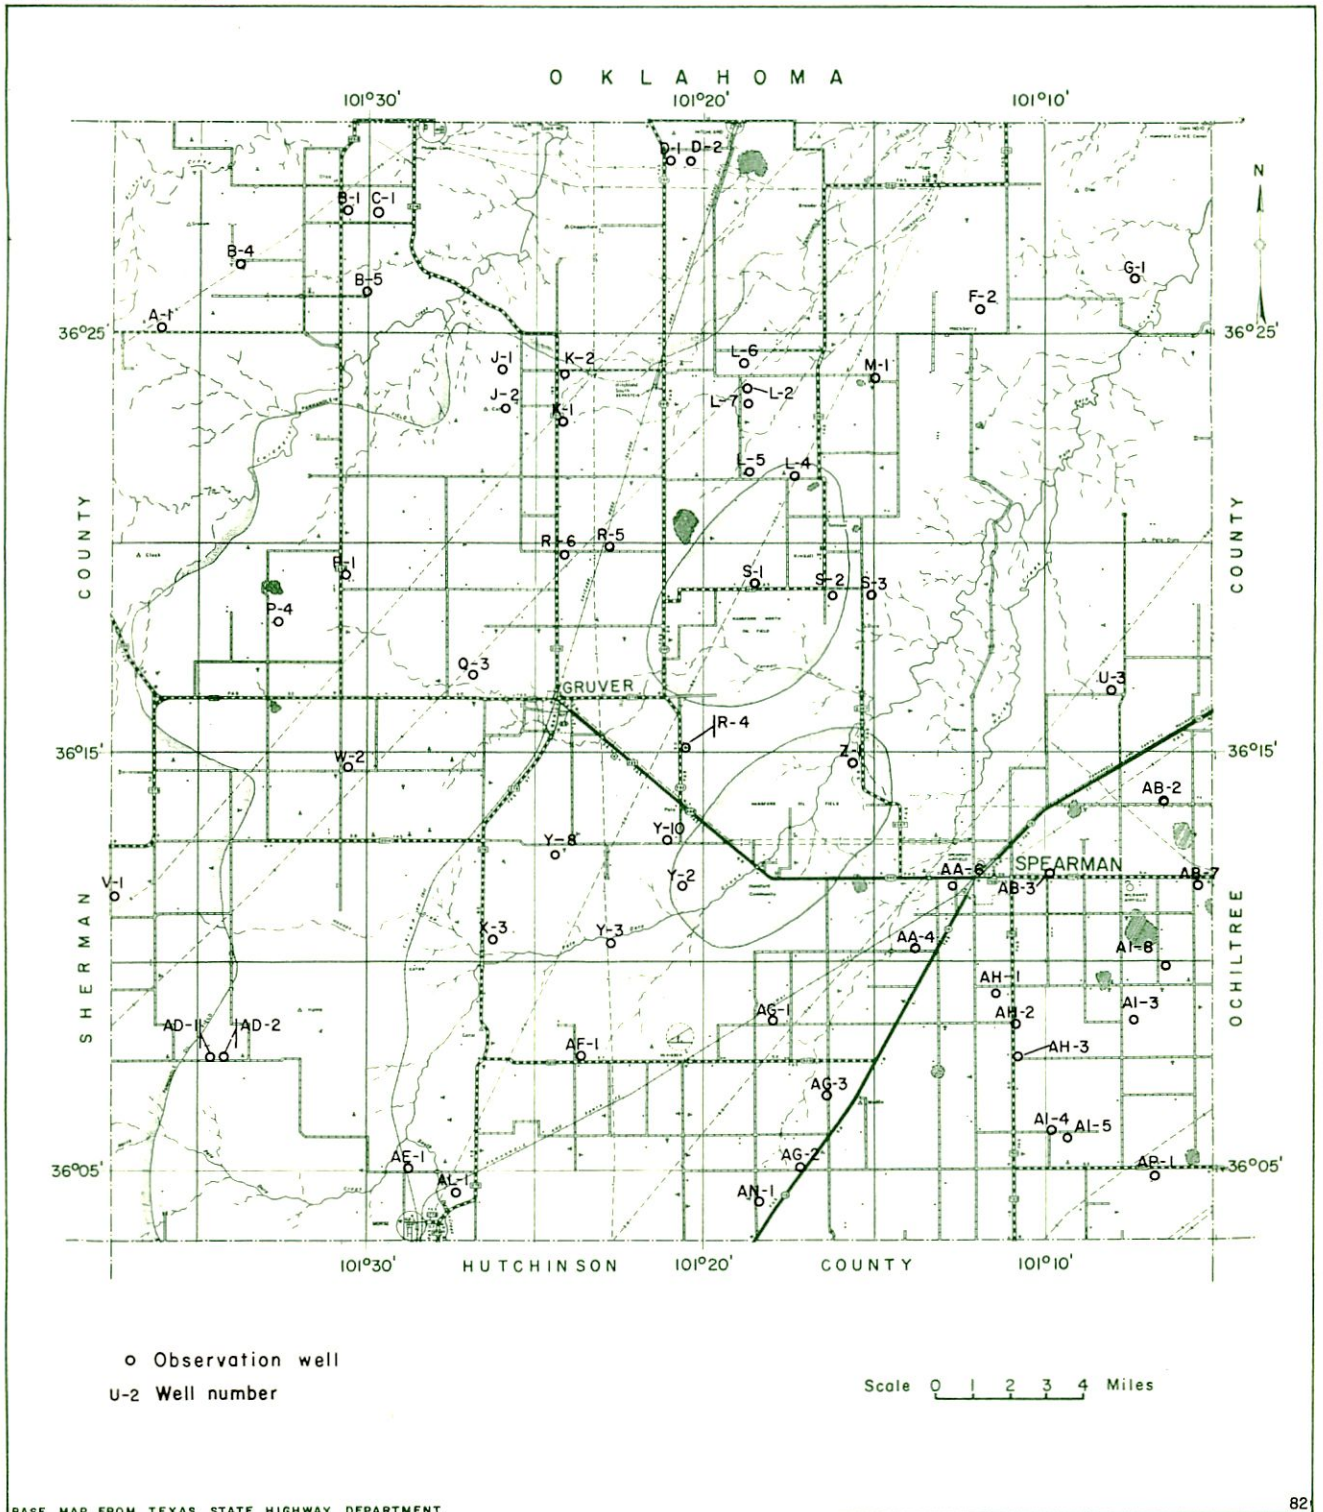 OKLAHOMA
101°30' 101°20' 101°10'
N
D-1 D-2
B-1 C-1
B-4
B-5
G-1
F-2
A-1
36°25' 36°25'
J-1 K-2 L-6 M-1
J-2 K-1 L-7 L-2
L-5 L-4
COUNTY COUNTY
R-6 R-5
P-1 S-1 S-2 S-3
P-4
Q-3 U-3
GRUVER
R-4
36°15' 36°15'
W-2 Z-1
AB-2
HANSFORD OIL FIELD
Y-8 Y-10
SPEARMAN
V-1 Y-2 AA-6 AB-3 AB-7
X-3 Y-3 AA-4 AI-8
SHERMAN OCHILTREE
AH-1
AG-1 AH-2 AI-3
AD-1 AD-2 AF-1 AH-3
AG-3
AI-4 AI-5
AE-1 AG-2 AP-1
36°05' 36°05'
AL-1 AN-1
101°30' HUTCHINSON 101°20' COUNTY 101°10'
Observation well
U-2 Well number
Scale 0 1 2 3 4 Miles
BASE MAP FROM TEXAS STATE HIGHWAY DEPARTMENT
82